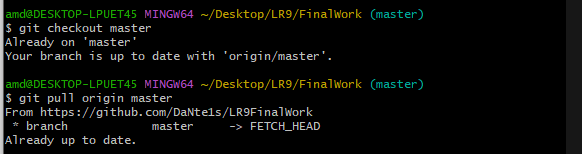 amd@DESKTOP-LPUET45 MINGW64 ~/Desktop/LR9/FinalWork (master)
$ git checkout master
Already on 'master'
Your branch is up to date with 'origin/master'.
amd@DESKTOP-LPUET45 MINGW64 ~/Desktop/LR9/FinalWork (master)
$ git pull origin master
From https://github.com/DaNte1s/LR9FinalWork
 * branch            master     -> FETCH_HEAD
Already up to date.